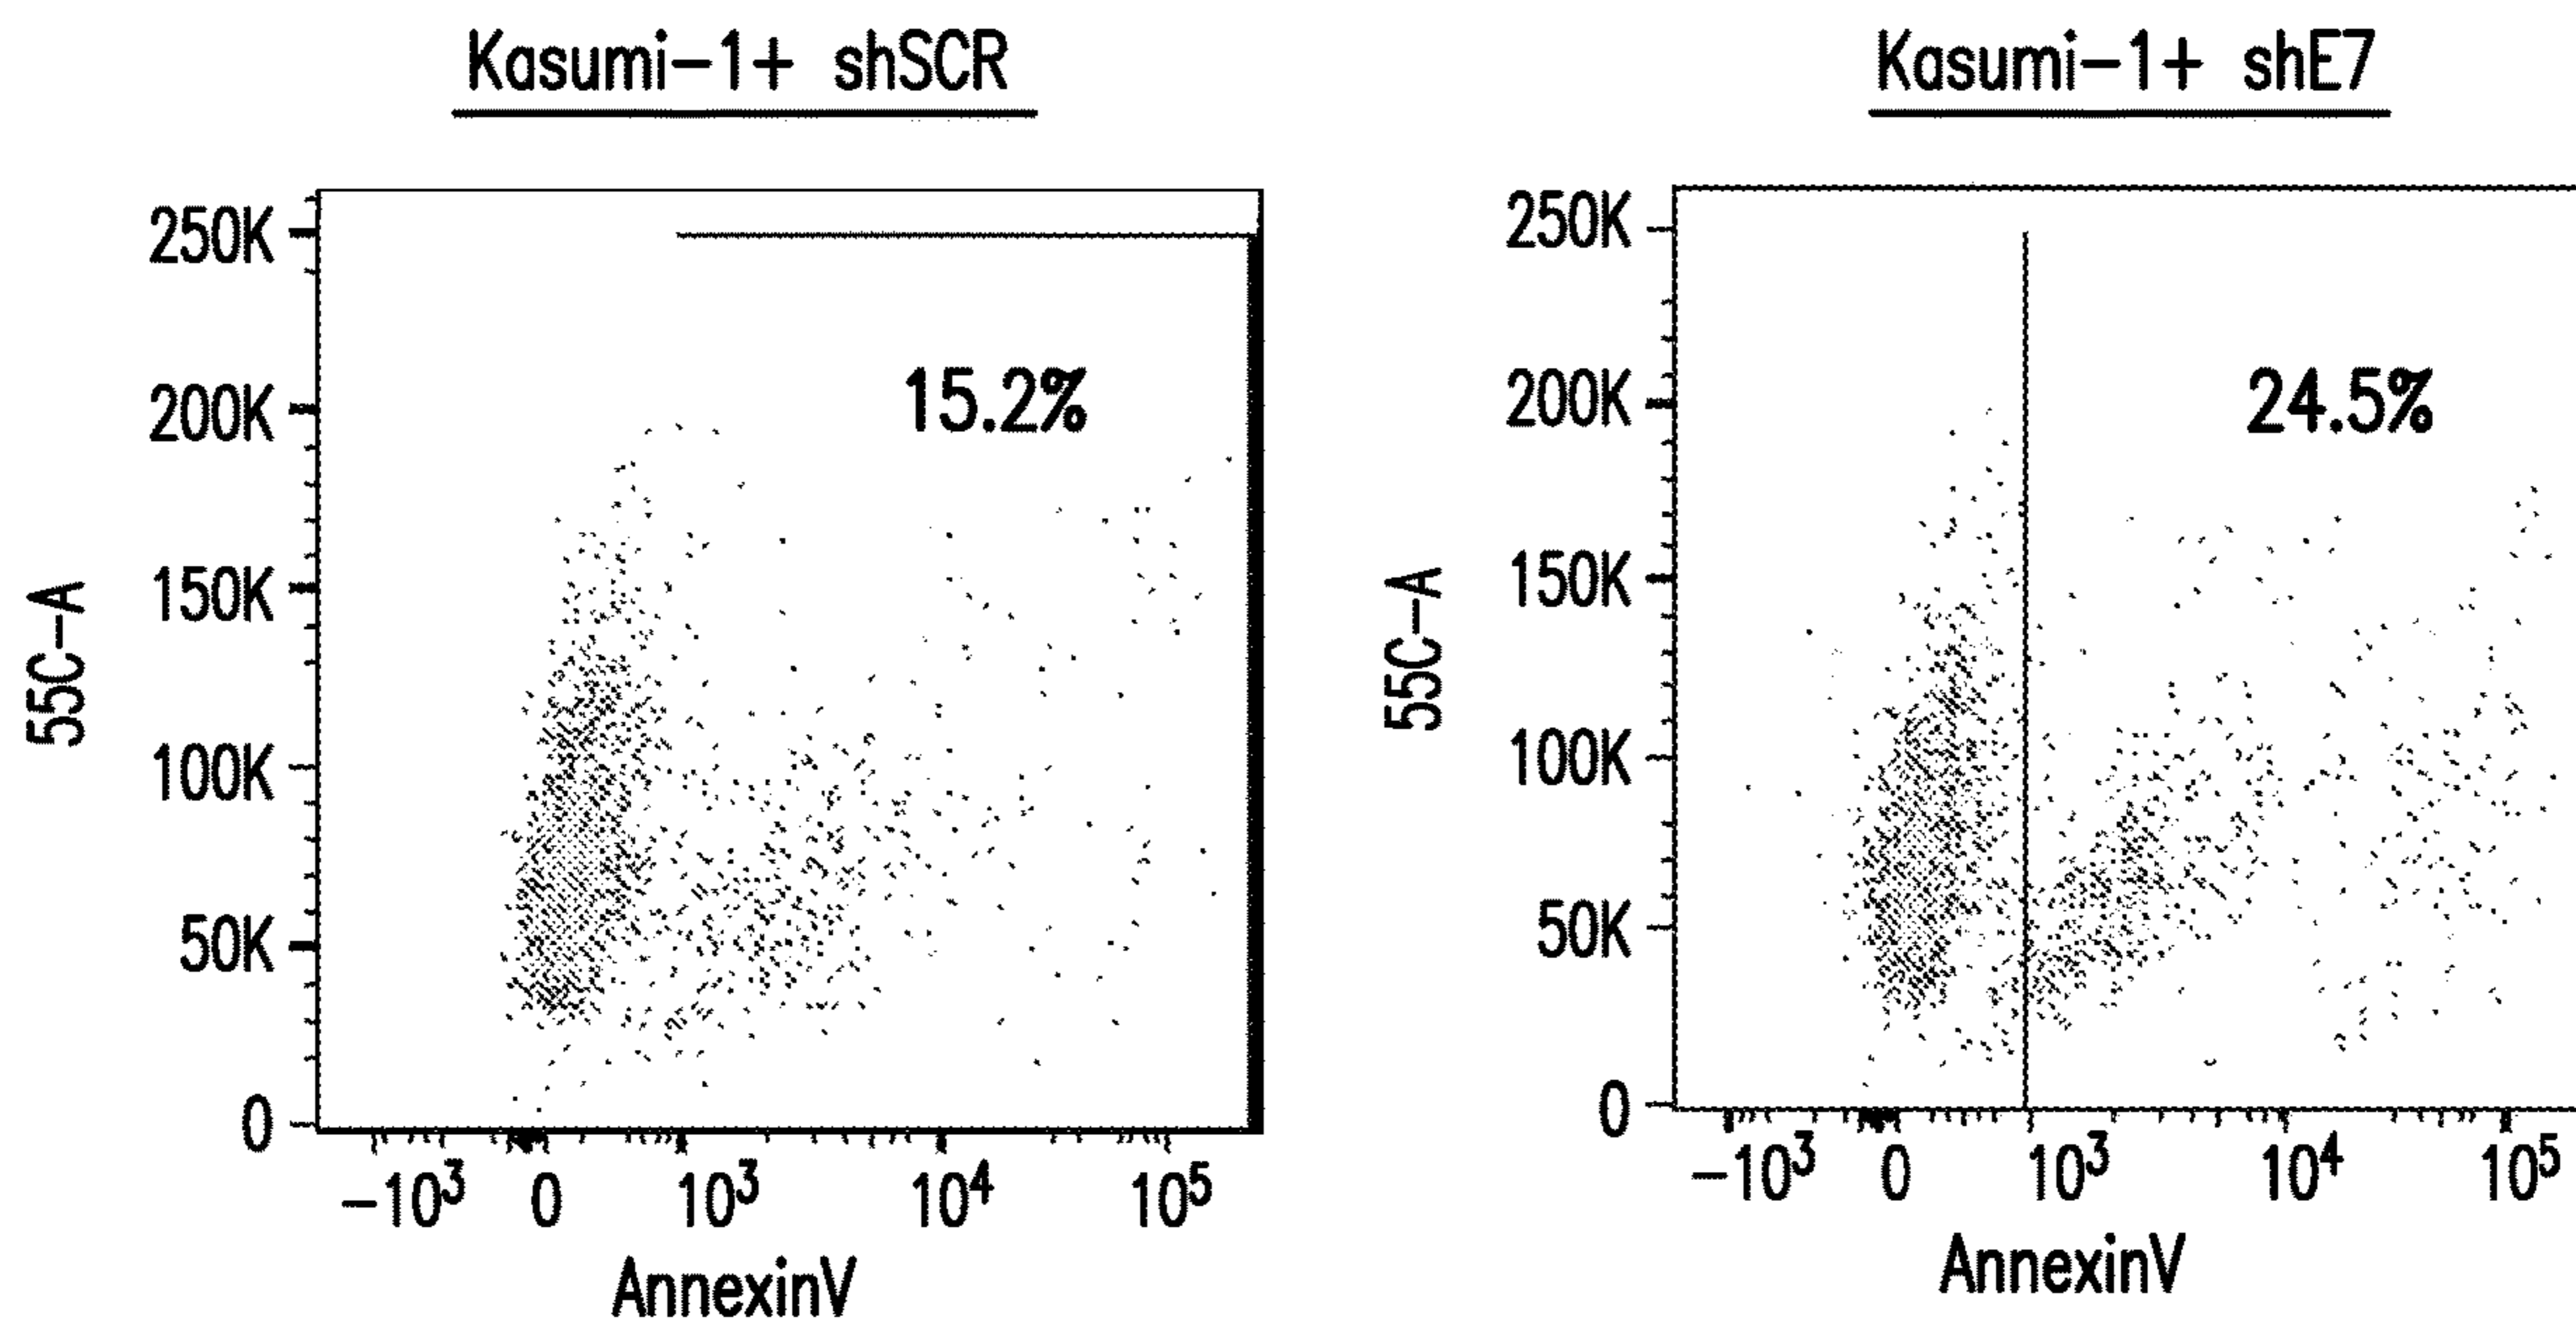 Kasumi-1+ shSCR
250K
200K
150K
100K
50K
0
55C-A
15.2%
-10³ 0 10³ 10⁴ 10⁵
AnnexinV
Kasumi-1+ shE7
250K
200K
150K
100K
50K
0
55C-A
24.5%
-10³ 0 10³ 10⁴ 10⁵
AnnexinV